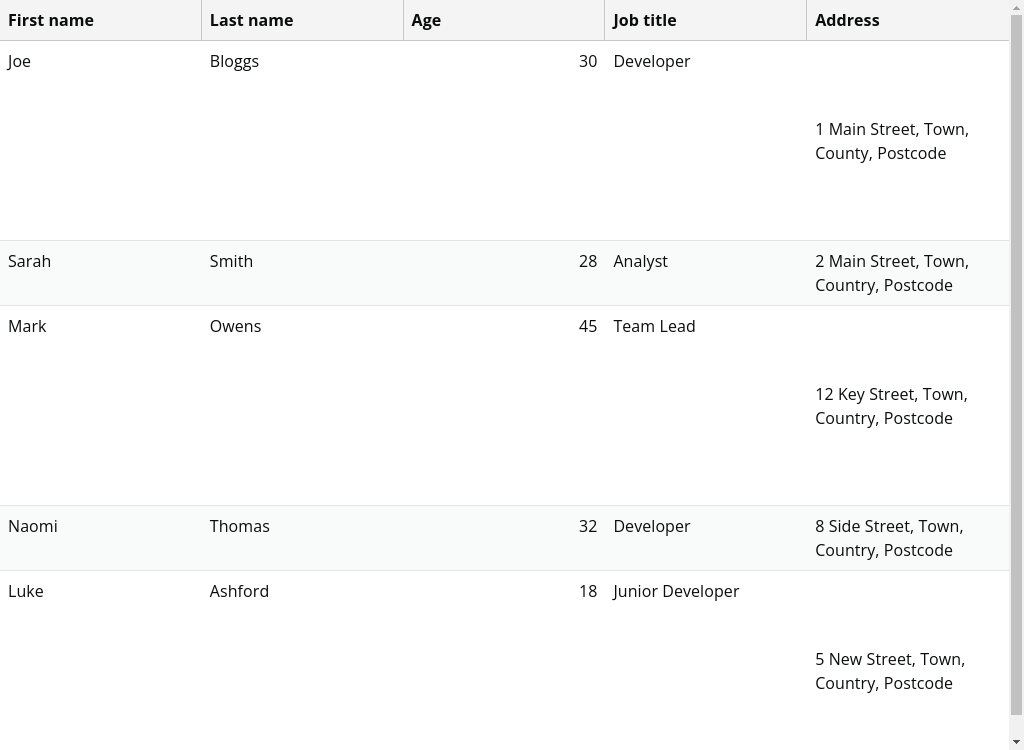 First name Last name Age Job title Address
Joe Bloggs 30 Developer
1 Main Street, Town,
County, Postcode
Sarah Smith 28 Analyst 2 Main Street, Town,
Country, Postcode
Mark Owens 45 Team Lead
12 Key Street, Town,
Country, Postcode
Naomi Thomas 32 Developer 8 Side Street, Town,
Country, Postcode
Luke Ashford 18 Junior Developer
5 New Street, Town,
Country, Postcode